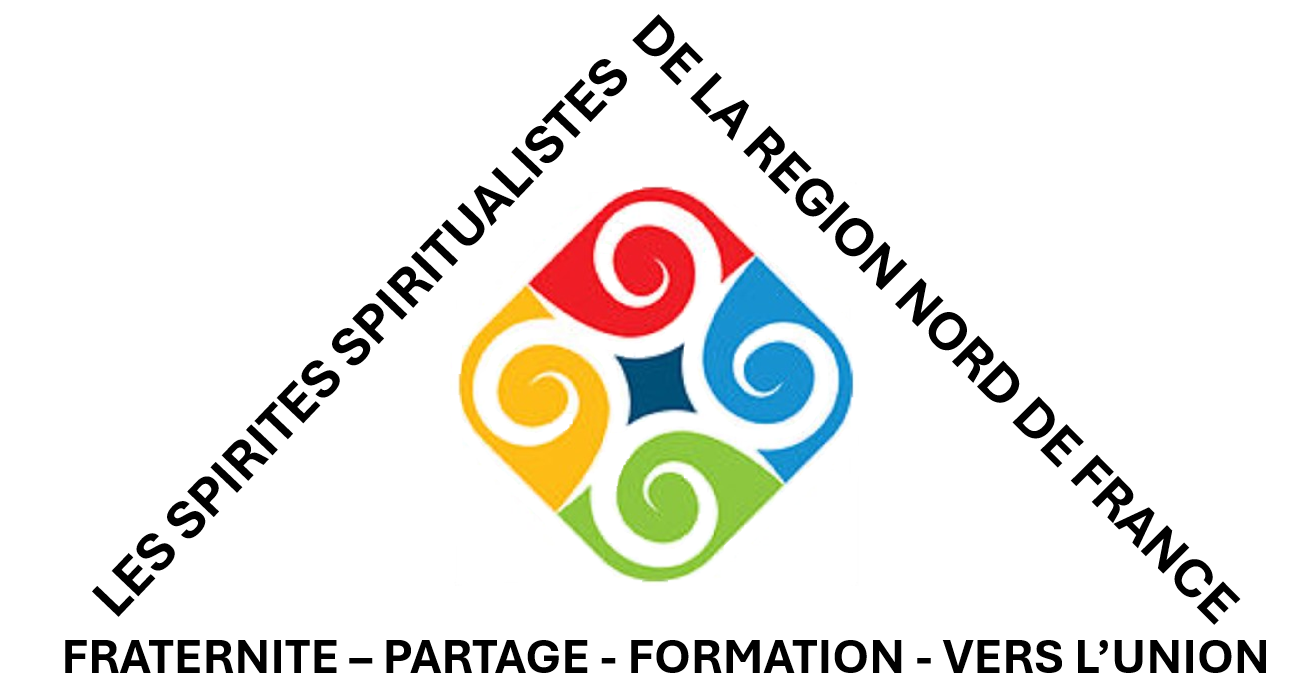 LES SPIRITES SPIRITUALISTES
DE LA REGION NORD DE FRANCE
FRATERNITE – PARTAGE - FORMATION - VERS L’UNION